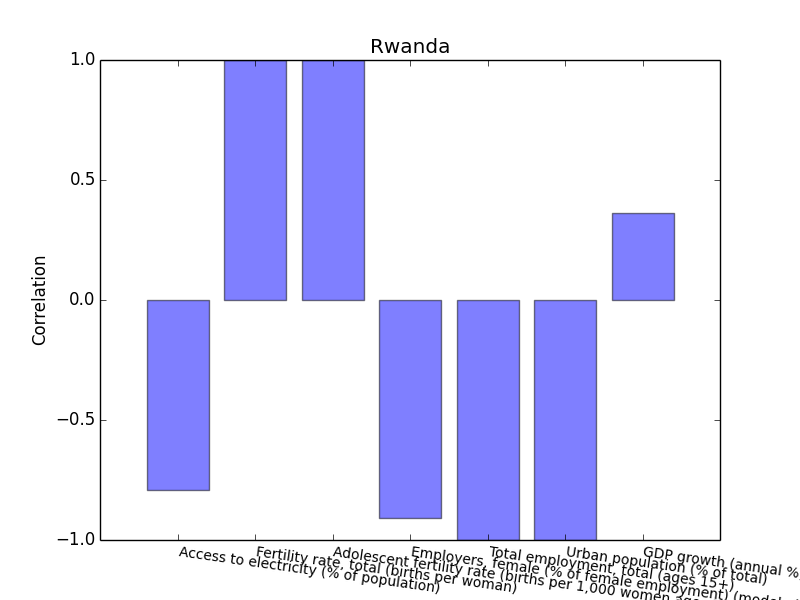 Rwanda
1.0
0.5
0.0
−0.5
−1.0
Correlation
Access to electricity (% of population)
Fertility rate, total (births per woman)
Adolescent fertility rate (births per 1,000 women
Employers, female (% of female employment)
Total employment, total (ages 15+)
Urban population (% of total)
GDP growth (annual %